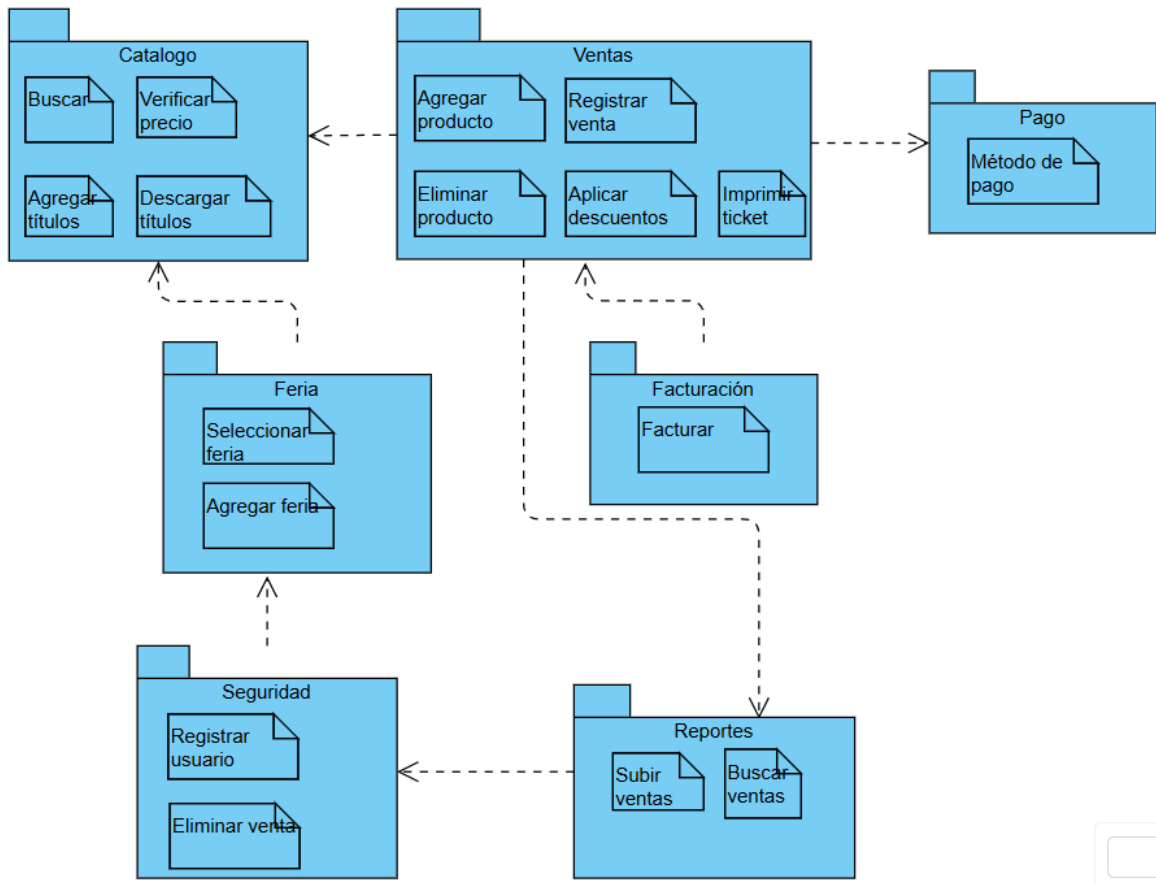 Catalogo
Buscar
Verificar
precio
Agregar
títulos
Descargar
títulos
Ventas
Agregar
producto
Registrar
venta
Eliminar
producto
Aplicar
descuentos
Imprimir
ticket
Pago
Método de
pago
Feria
Seleccionar
feria
Agregar feria
Facturación
Facturar
Seguridad
Registrar
usuario
Eliminar venta
Reportes
Subir
ventas
Buscar
ventas